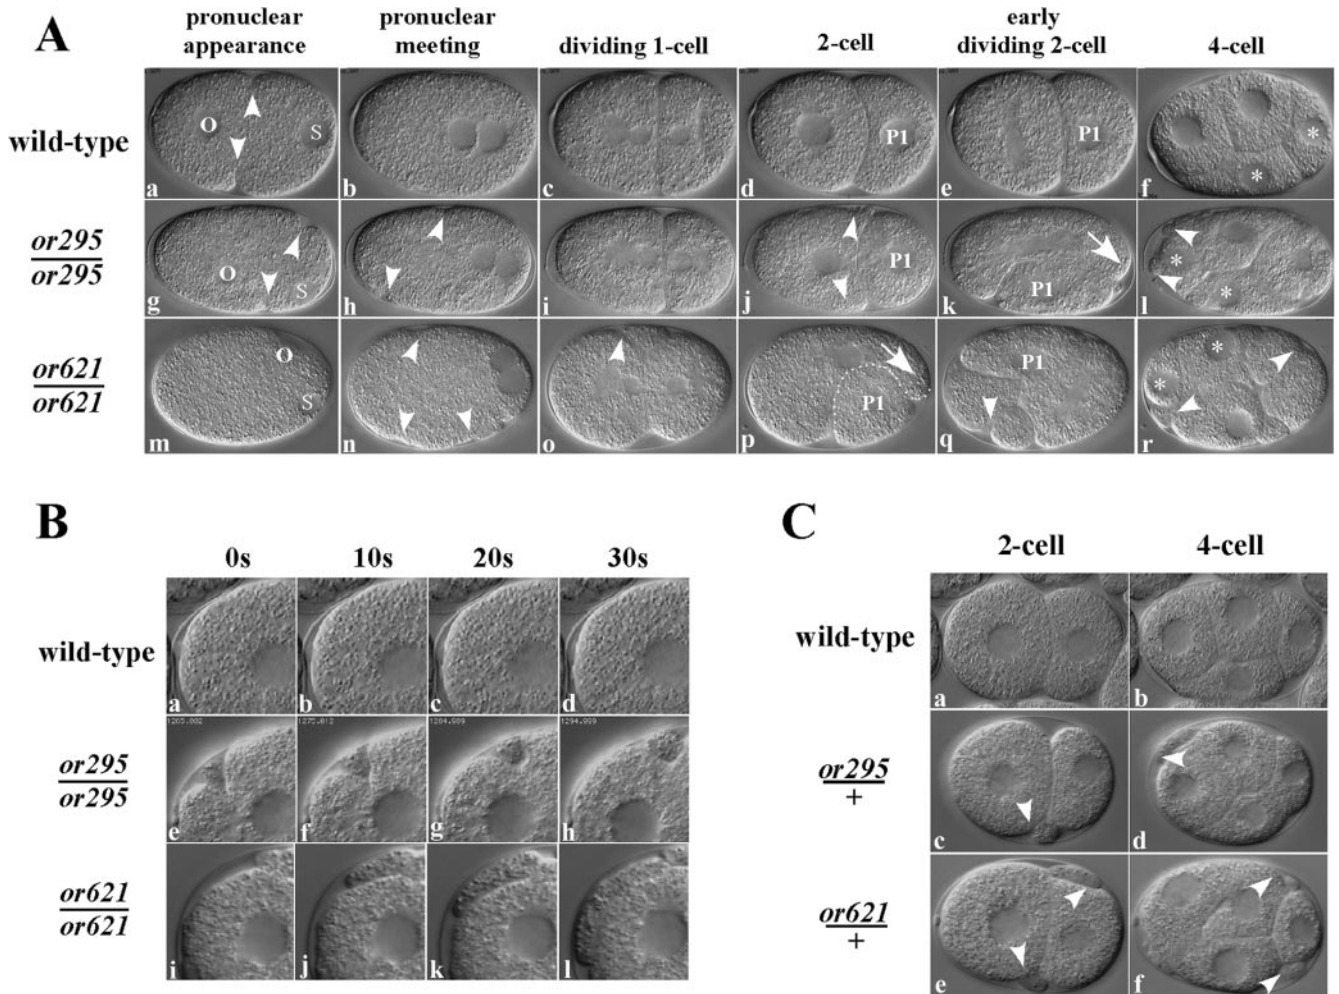 A
pronuclear appearance
pronuclear meeting
dividing 1-cell
2-cell
early dividing 2-cell
4-cell
wild-type
O
S
a
b
c
P1
d
P1
e
*
*
f
or295
or295
O
S
g
h
i
P1
j
P1
k
*
*
l
or621
or621
O
S
m
n
o
P1
p
P1
q
*
*
r
B
0s
10s
20s
30s
wild-type
a
b
c
d
or295
or295
e
f
g
h
or621
or621
i
j
k
l
C
2-cell
4-cell
wild-type
a
b
or295
+
c
d
or621
+
e
f